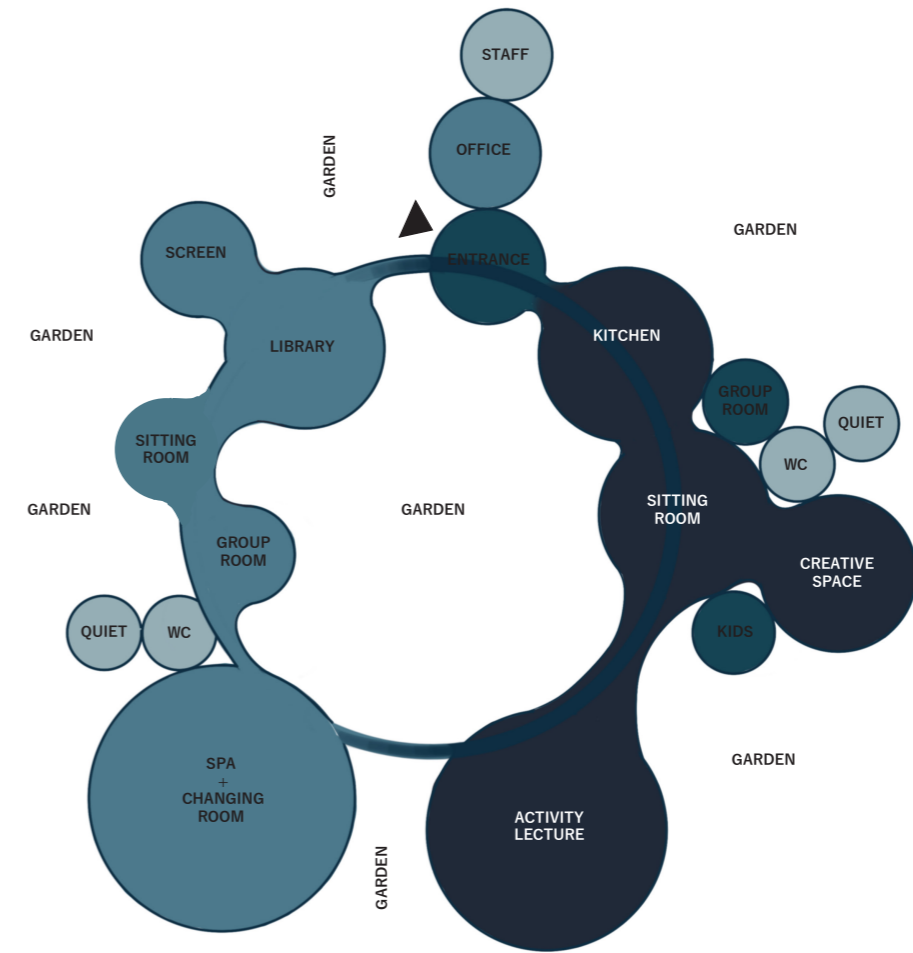 STAFF
OFFICE
GARDEN
GARDEN
SCREEN
ENTRANCE
GARDEN
LIBRARY
KITCHEN
GROUP
ROOM
QUIET
SITTING
ROOM
WC
GARDEN
GARDEN
SITTING
ROOM
GROUP
ROOM
CREATIVE
SPACE
QUIET
WC
KIDS
SPA
+
CHANGING
ROOM
GARDEN
ACTIVITY
LECTURE
GARDEN